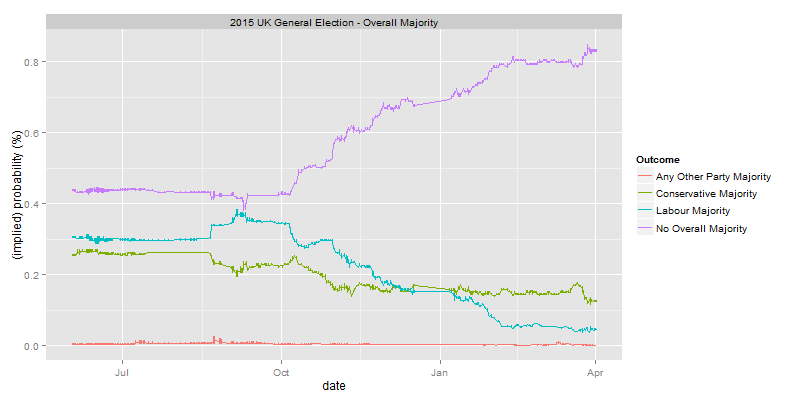 2015 UK General Election - Overall Majority
(implied) probability (%)
0.8
0.6
0.4
0.2
0.0
Jul
Oct
Jan
Apr
date
Outcome
Any Other Party Majority
Conservative Majority
Labour Majority
No Overall Majority